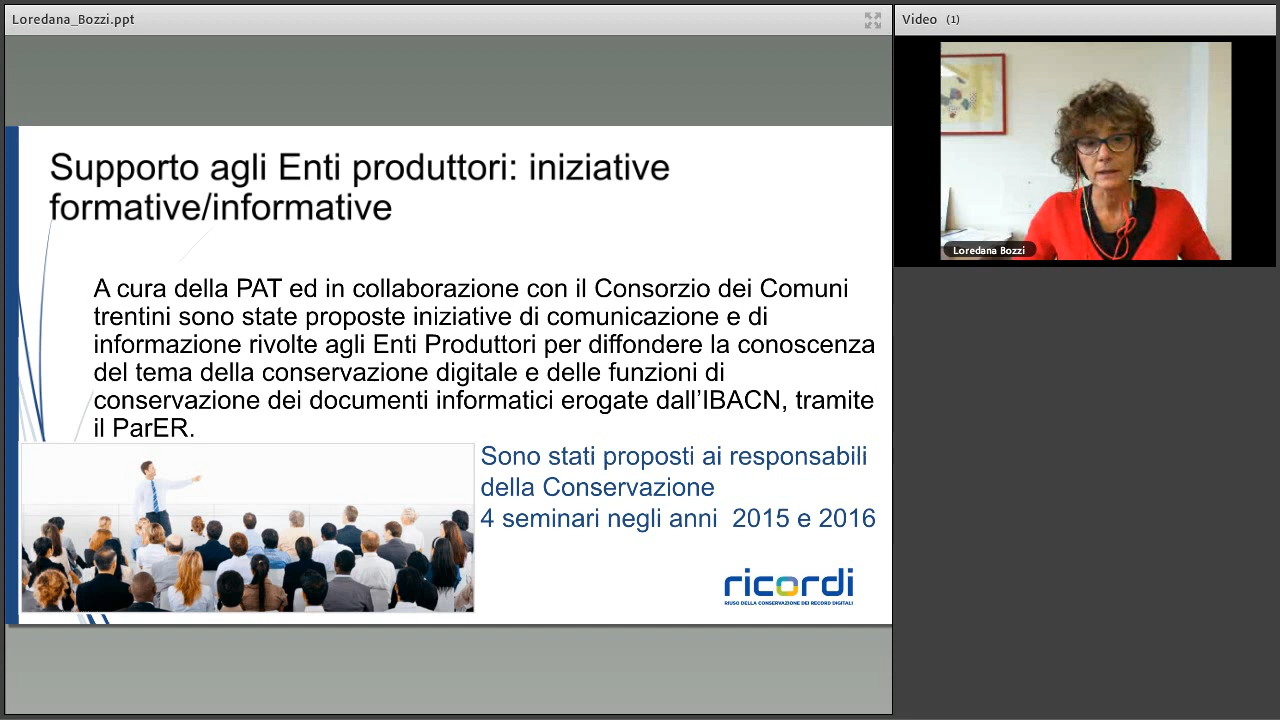 Loredana_Bozzi.ppt
Video (1)
Supporto agli Enti produttori: iniziative
formative/informative
A cura della PAT ed in collaborazione con il Consorzio dei Comuni
trentini sono state proposte iniziative di comunicazione e di
informazione rivolte agli Enti Produttori per diffondere la conoscenza
del tema della conservazione digitale e delle funzioni di
conservazione dei documenti informatici erogate dall'IBACN, tramite
il ParER.
Sono stati proposti ai responsabili
della Conservazione
4 seminari negli anni 2015 e 2016
ricordi
RIUSO DELLA CONSERVAZIONE DEI RECORD DIGITALI
Loredana Bozzi